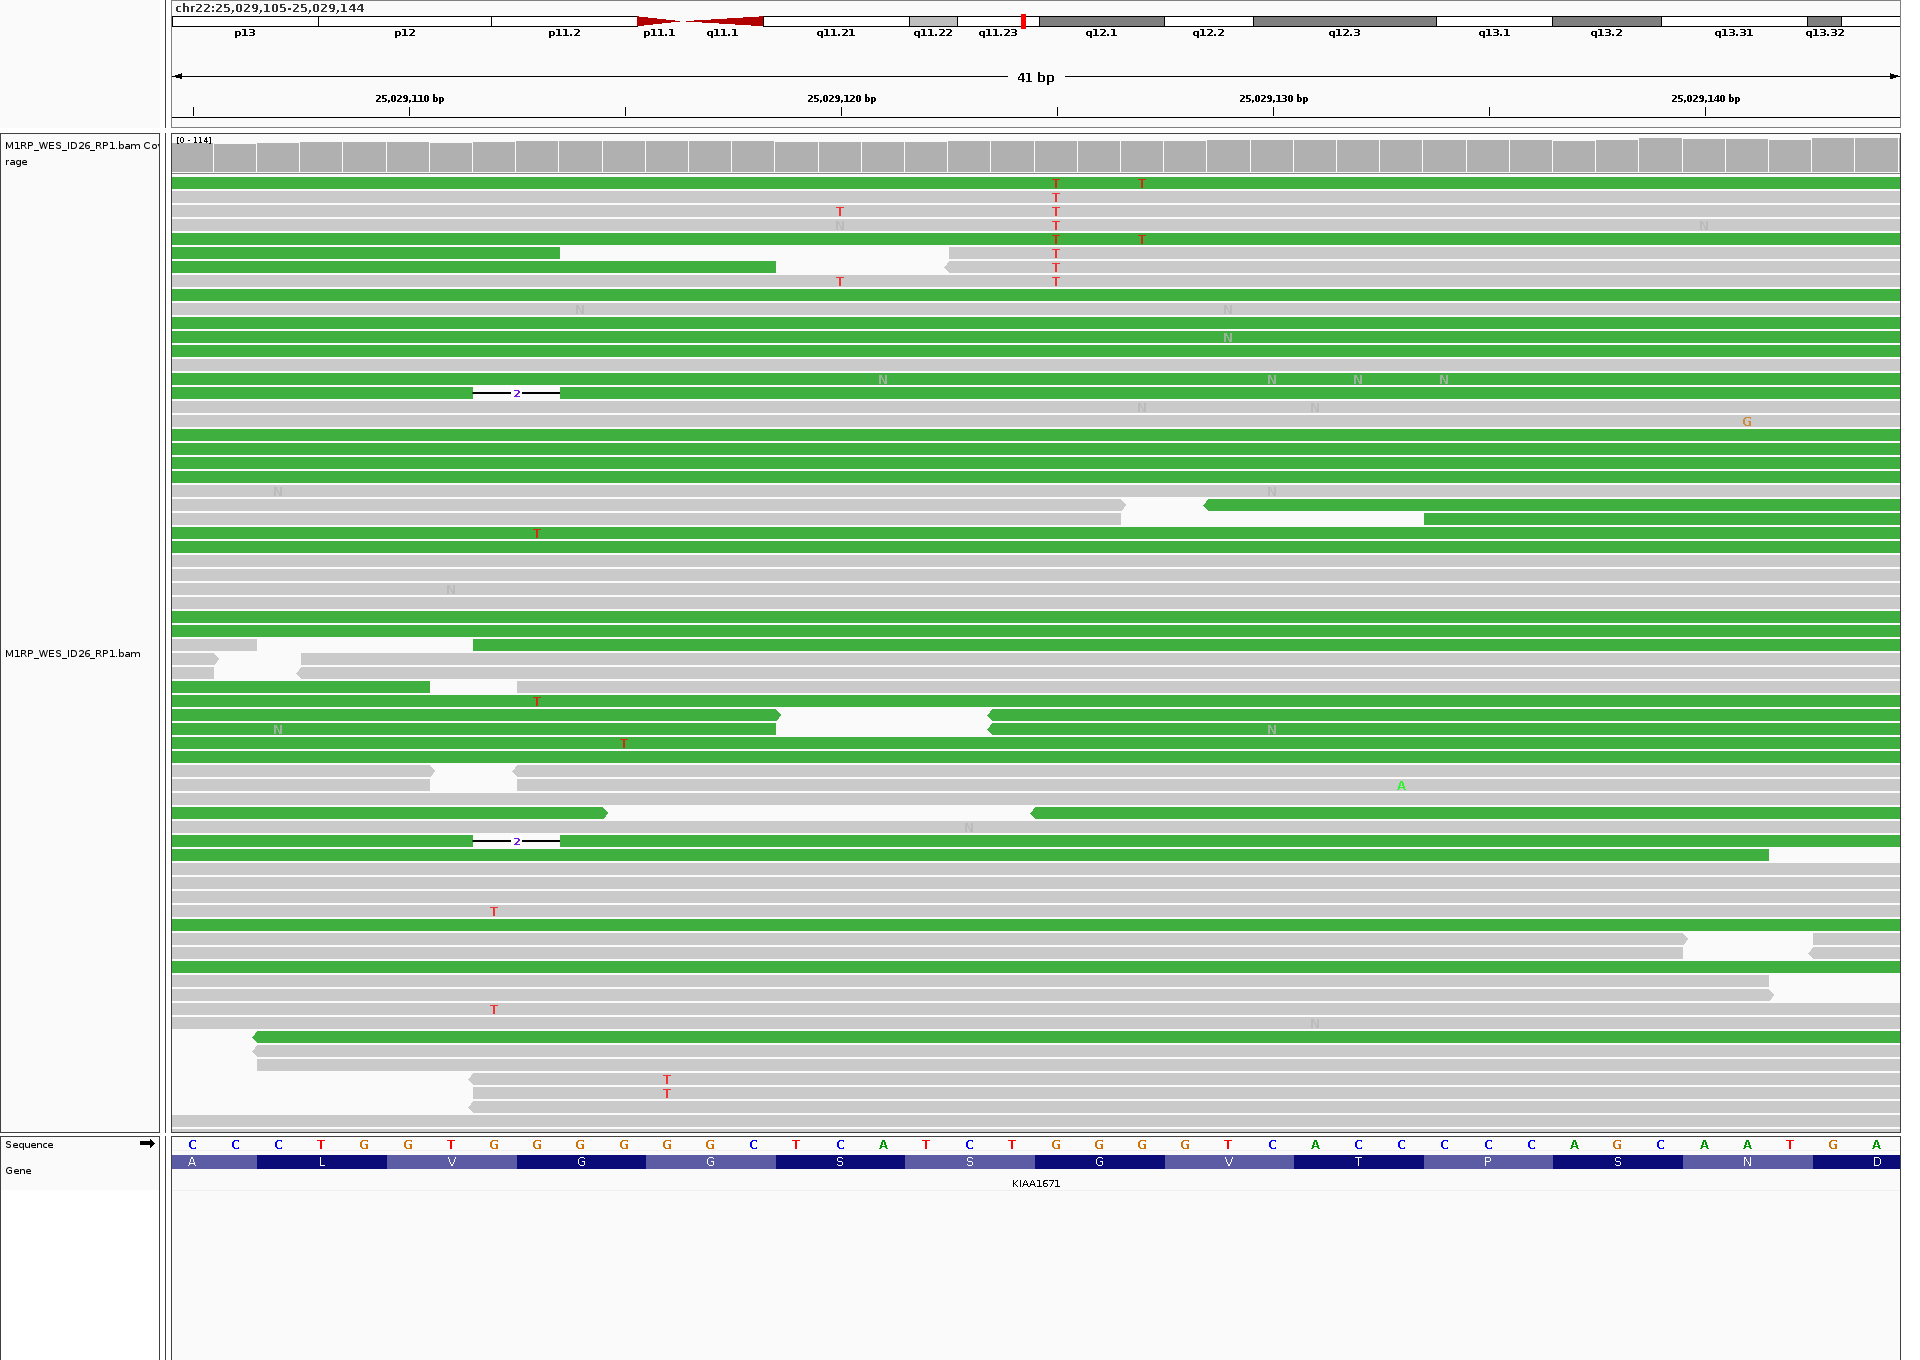 chr22:25,029,105-25,029,144
p13 p12 p11.2 p11.1 q11.1 q11.21 q11.22 q11.23 q12.1 q12.2 q12.3 q13.1 q13.2 q13.31 q13.32
41 bp
25,029,110 bp 25,029,120 bp 25,029,130 bp 25,029,140 bp
M1RP_WES_ID26_RP1.bam Co
rage
[0 - 114]
T T
T
T T
N T N
T T
T
T
T T
N N
N
N N N N
2
N N
G
N N
T
N
M1RP_WES_ID26_RP1.bam
T
N N
T
A
N
2
T
T
N
T
T
Sequence C C C T G G T G G G G G G C T C A T C T G G G G T C A C C C C C A G C A A T G A
Gene A L V G G S S G V T P S N D
KIAA1671